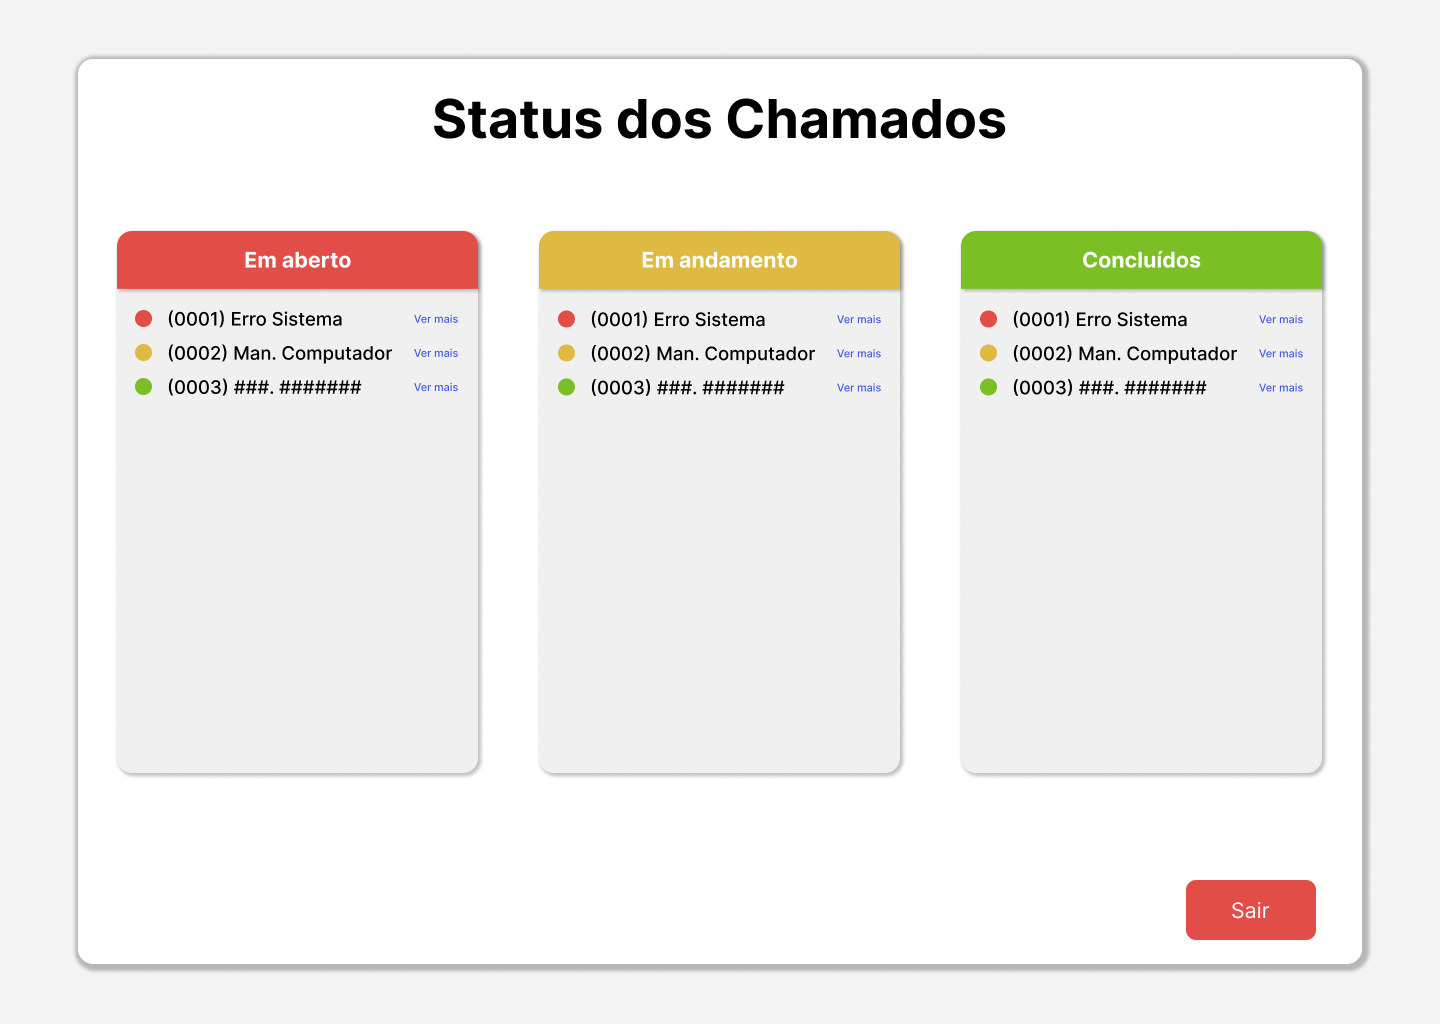 Status dos Chamados
Em aberto
(0001) Erro Sistema Ver mais
(0002) Man. Computador Ver mais
(0003) ###. ####### Ver mais
Em andamento
(0001) Erro Sistema Ver mais
(0002) Man. Computador Ver mais
(0003) ###. ####### Ver mais
Concluídos
(0001) Erro Sistema Ver mais
(0002) Man. Computador Ver mais
(0003) ###. ####### Ver mais
Sair